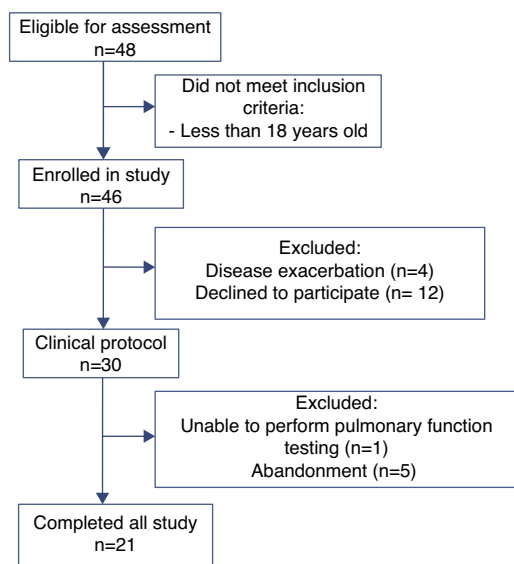 Eligible for assessment
n=48
Did not meet inclusion
criteria:
- Less than 18 years old
Enrolled in study
n=46
Excluded:
Disease exacerbation (n=4)
Declined to participate (n= 12)
Clinical protocol
n=30
Excluded:
Unable to perform pulmonary function
testing (n=1)
Abandonment (n=5)
Completed all study
n=21